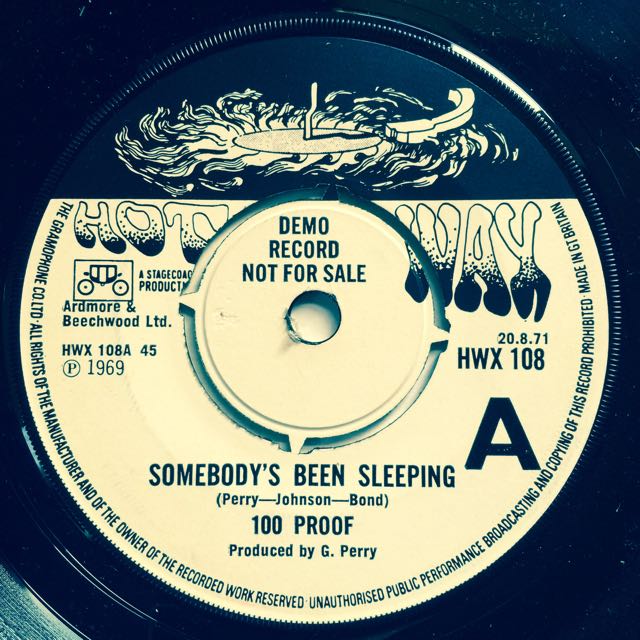 HOT WAX
DEMO
RECORD
NOT FOR SALE
A STAGECOACH
PRODUCTI
Ardmore &
Beechwood Ltd.
HWX 108A 45
Ⓟ 1969
20.8.71
HWX 108
A
SOMEBODY'S BEEN SLEEPING
(Perry—Johnson—Bond)
100 PROOF
Produced by G. Perry
THE GRAMOPHONE CO. LTD · ALL RIGHTS OF THE MANUFACTURER AND OF THE OWNER OF THE RECORDED WORK RESERVED · UNAUTHORISED PUBLIC PERFORMANCE BROADCASTING AND COPYING OF THIS RECORD PROHIBITED · MADE IN GT BRITAIN